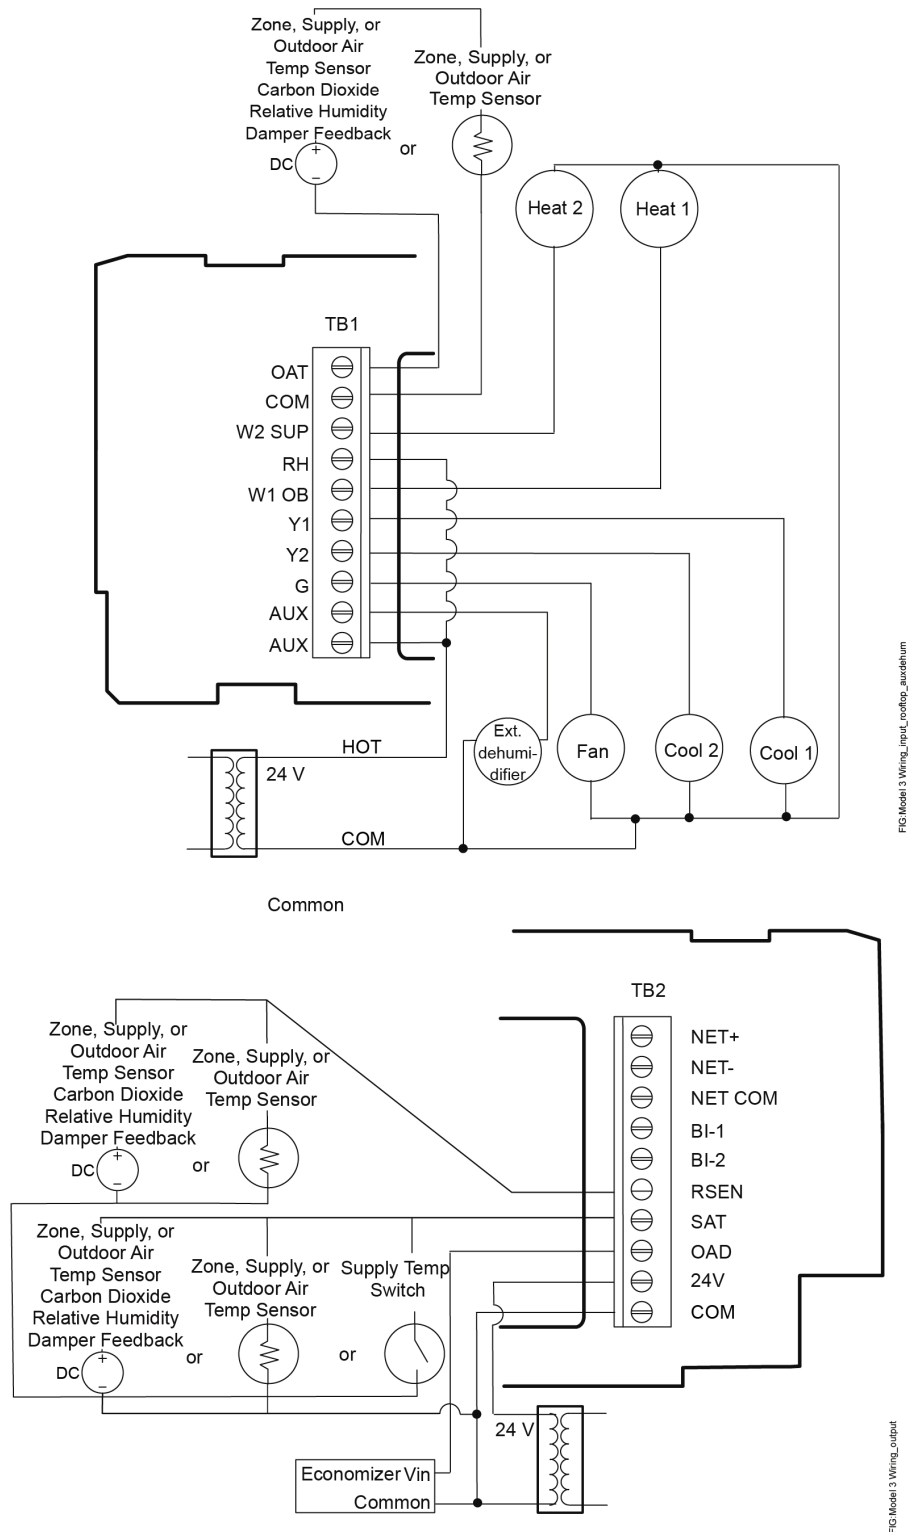 Zone, Supply, or
Outdoor Air
Temp Sensor
Carbon Dioxide
Relative Humidity
Damper Feedback
DC
+
−
or
Zone, Supply, or
Outdoor Air
Temp Sensor
Heat 2
Heat 1
TB1
OAT
COM
W2 SUP
RH
W1 OB
Y1
Y2
G
AUX
AUX
HOT
24 V
COM
Ext.
dehumi-
difier
Fan
Cool 2
Cool 1
FIG:Model 3 Wiring_input_rooftop_auxdehum
Common
TB2
NET+
NET-
NET COM
BI-1
BI-2
RSEN
SAT
OAD
24V
COM
Zone, Supply, or
Outdoor Air
Temp Sensor
Carbon Dioxide
Relative Humidity
Damper Feedback
DC
+
−
or
Zone, Supply, or
Outdoor Air
Temp Sensor
Zone, Supply, or
Outdoor Air
Temp Sensor
Carbon Dioxide
Relative Humidity
Damper Feedback
DC
+
−
or
Zone, Supply, or
Outdoor Air
Temp Sensor
or
Supply Temp
Switch
24 V
Economizer Vin
Common
FIG:Model 3 Wiring_output